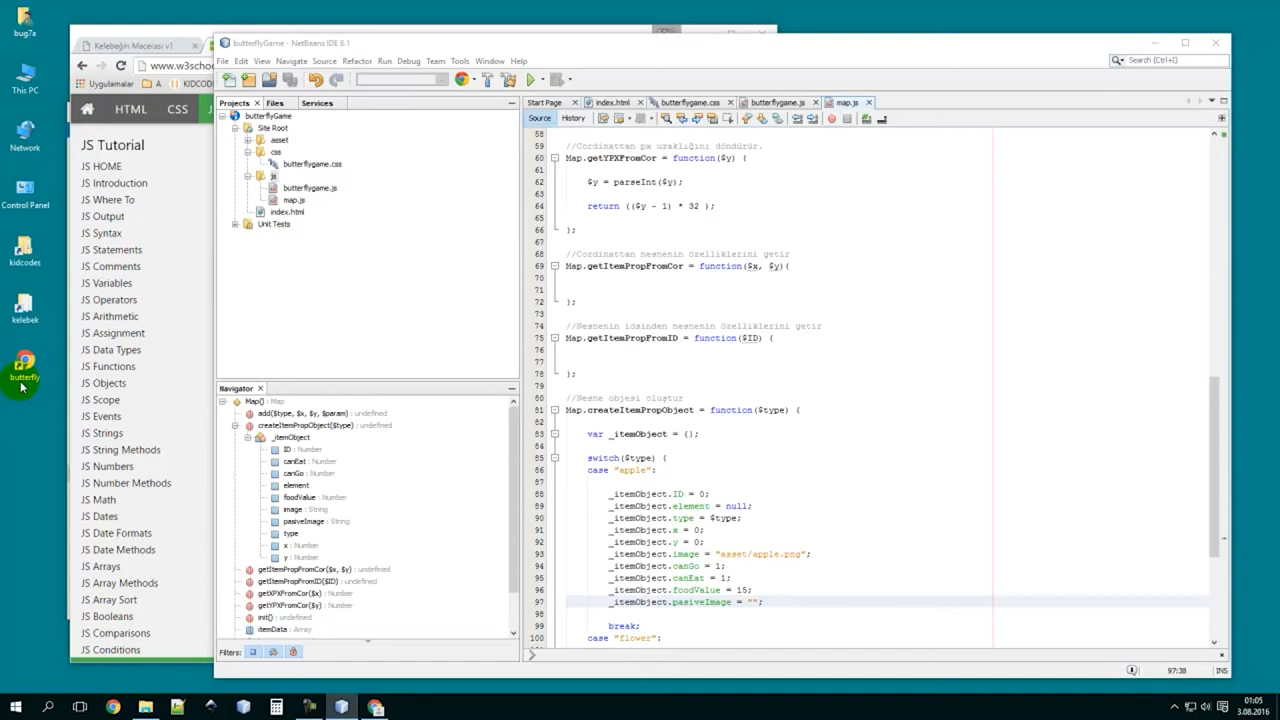 bug7a
This PC
Network
Control Panel
kidcodes
kelebek
butterfly
Kelebeğin Macerası v1
www.w3scho
Uygulamalar
A
KIDCOD
HTML
CSS
JS Tutorial
JS HOME
JS Introduction
JS Where To
JS Output
JS Syntax
JS Statements
JS Comments
JS Variables
JS Operators
JS Arithmetic
JS Assignment
JS Data Types
JS Functions
JS Objects
JS Scope
JS Events
JS Strings
JS String Methods
JS Numbers
JS Number Methods
JS Math
JS Dates
JS Date Formats
JS Date Methods
JS Arrays
JS Array Methods
JS Array Sort
JS Booleans
JS Comparisons
JS Conditions
butterflyGame - NetBeans IDE 8.1
File Edit View Navigate Source Refactor Run Debug Team Tools Window Help
Search (Ctrl+I)
Projects Files Services
butterflyGame
Site Root
asset
css
butterflygame.css
js
butterflygame.js
map.js
index.html
Unit Tests
Navigator
Map() : Map
add($type, $x, $y, $param) : undefined
createItemPropObject($type) : undefined
_itemObject
ID : Number
canEat : Number
canGo : Number
element
foodValue : Number
image : String
pasiveImage : String
type
x : Number
y : Number
getItemPropFromCor($x, $y) : undefined
getItemPropFromID($ID) : undefined
getXPXFromCor($x) : undefined
getYPXFromCor($y) : undefined
init() : undefined
itemData : Array
Filters:
Start Page index.html butterflygame.css butterflygame.js map.js
Source History
58
59 //Cordinattan px uzaklığını döndürür.
60 Map.getYPXFromCor = function($y) {
61
62 $y = parseInt($y);
63
64 return (($y - 1) * 32 );
65
66 };
67
68 //Cordinattan nesnenin özelliklerini getir
69 Map.getItemPropFromCor = function($x, $y){
70
71
72 };
73
74 //Nesnenin idsinden nesnenin özelliklerini getir
75 Map.getItemPropFromID = function($ID) {
76
77
78 };
79
80 //Nesne objesi oluştur
81 Map.createItemPropObject = function($type) {
82
83 var _itemObject = {};
84
85 switch($type) {
86 case "apple":
87
88 _itemObject.ID = 0;
89 _itemObject.element = null;
90 _itemObject.type = $type;
91 _itemObject.x = 0;
92 _itemObject.y = 0;
93 _itemObject.image = "asset/apple.png";
94 _itemObject.canGo = 1;
95 _itemObject.canEat = 1;
96 _itemObject.foodValue = 15;
97 _itemObject.pasiveImage = "";
98
99 break;
100 case "flower":
97:38 INS
01:05
3.08.2016